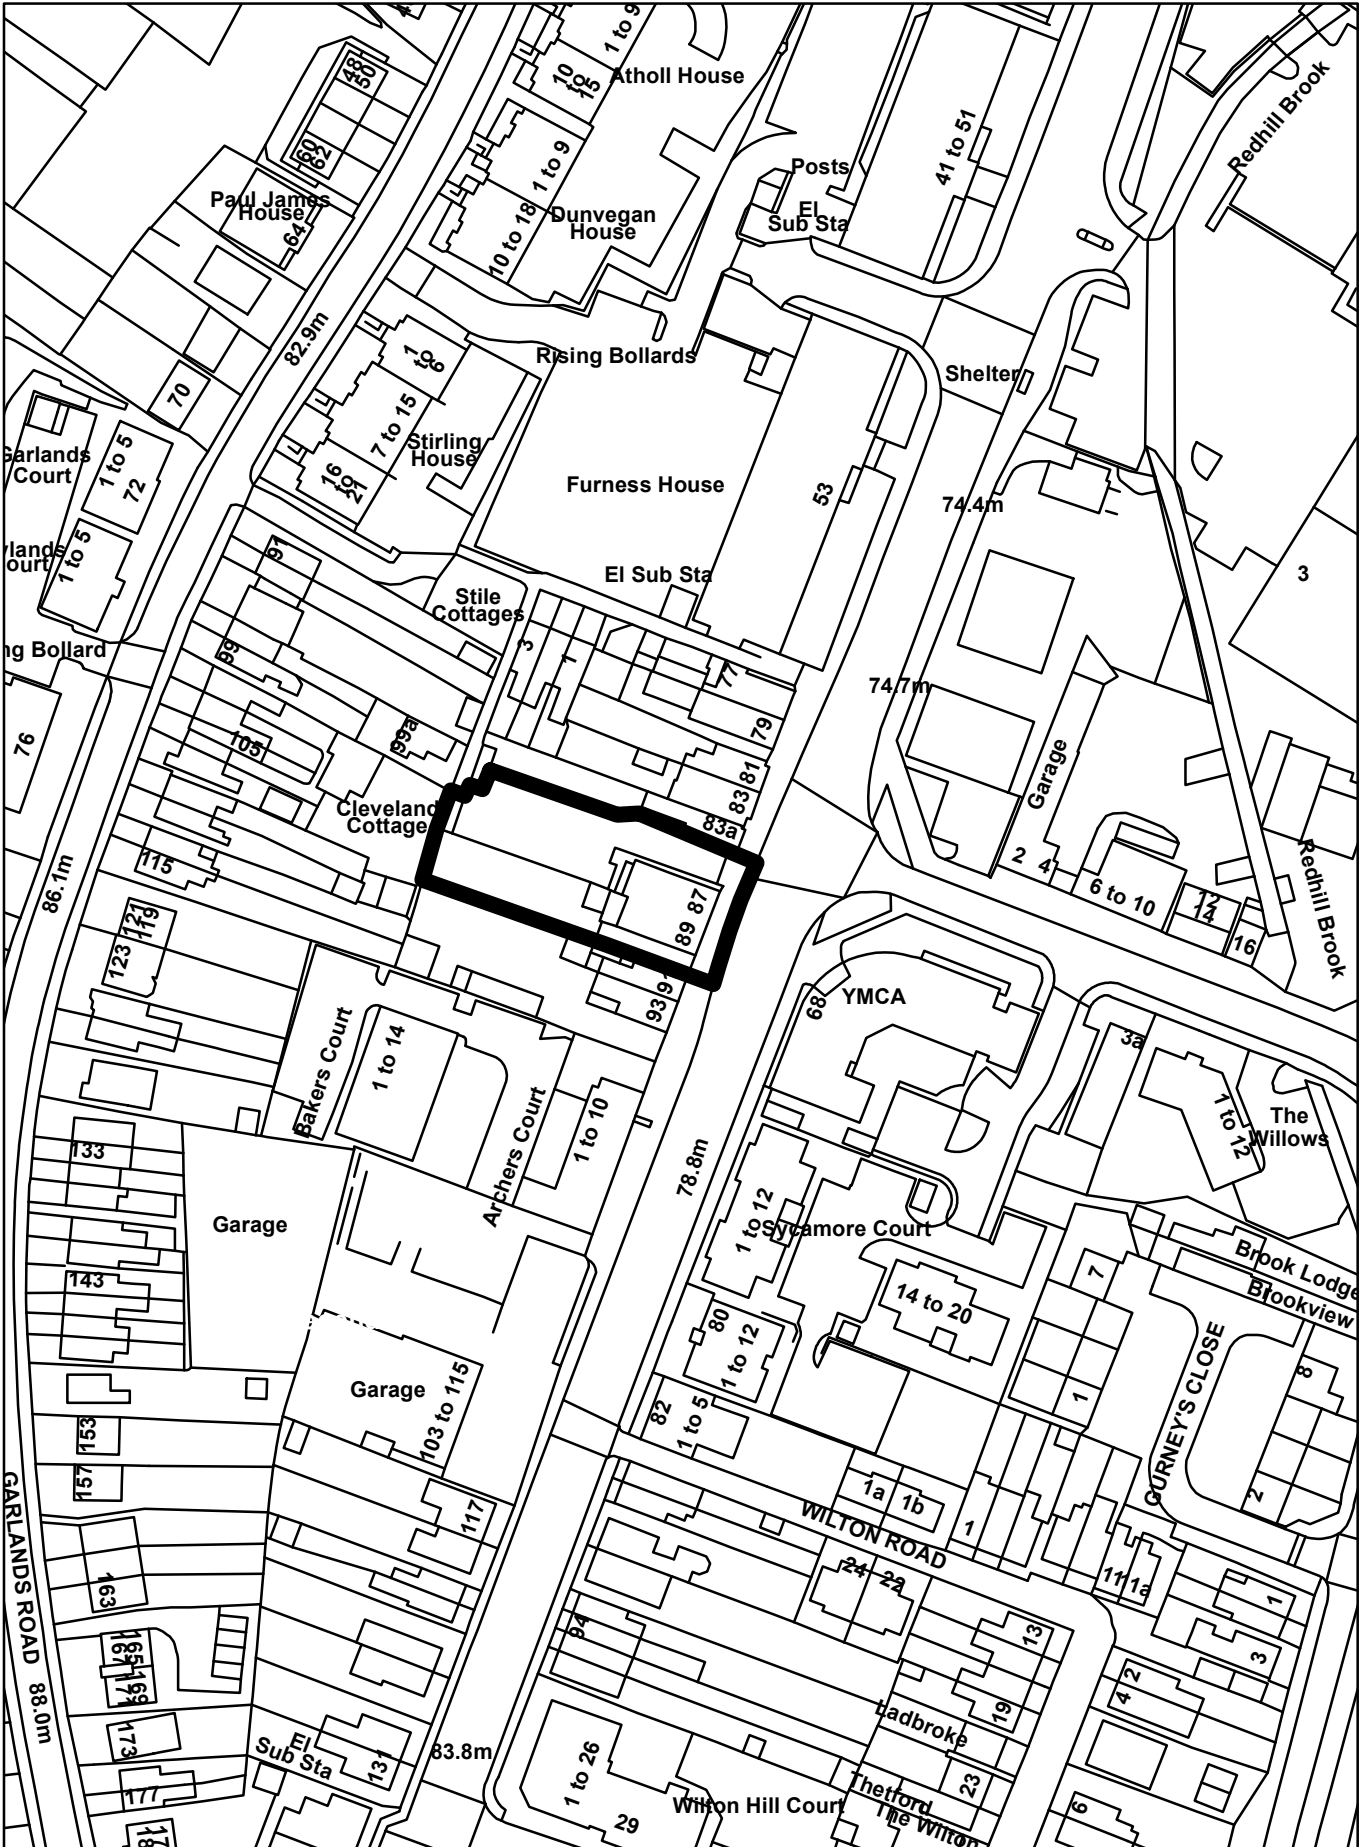 4
1 to 9
48
50
10
to
15
Atholl House
Redhill Brook
41 to 51
60
62
1 to 9
Posts
Paul James
House
64
10 to 18
Dunvegan
House
El
Sub Sta
82.9m
1
to
6
Rising Bollards
Shelter
70
7 to 15
Stirling
House
Garlands
Court
1 to 5
72
16
to
21
Furness House
53
74.4m
1 to 5
91
El Sub Sta
3
Stile
Cottages
99
3
1
77
74.7m
76
105
99a
79
81
83
Garage
Cleveland
Cottage
83a
2
4
6 to 10
12
14
16
Redhill Brook
115
86.1m
87
89
121
119
123
93
68
YMCA
3a
Bakers Court
1 to 14
Archers Court
1 to 10
1 to 12
The
Willows
133
78.8m
Garage
1 to 12
Sycamore Court
Brook Lodge
Brookview
143
7
14 to 20
80
1 to 12
GURNEY'S CLOSE
8
Garage
103 to 115
82
1 to 5
1
153
157
117
1a
1b
1
2
WILTON ROAD
GARLANDS ROAD
163
24
22
11
11a
1
94
13
3
165
167
169
171
2
4
19
Ladbroke
88.0m
173
El
Sub Sta
131
83.8m
1 to 26
23
177
Thetford
The Wilton
Wilton Hill Court
29
6